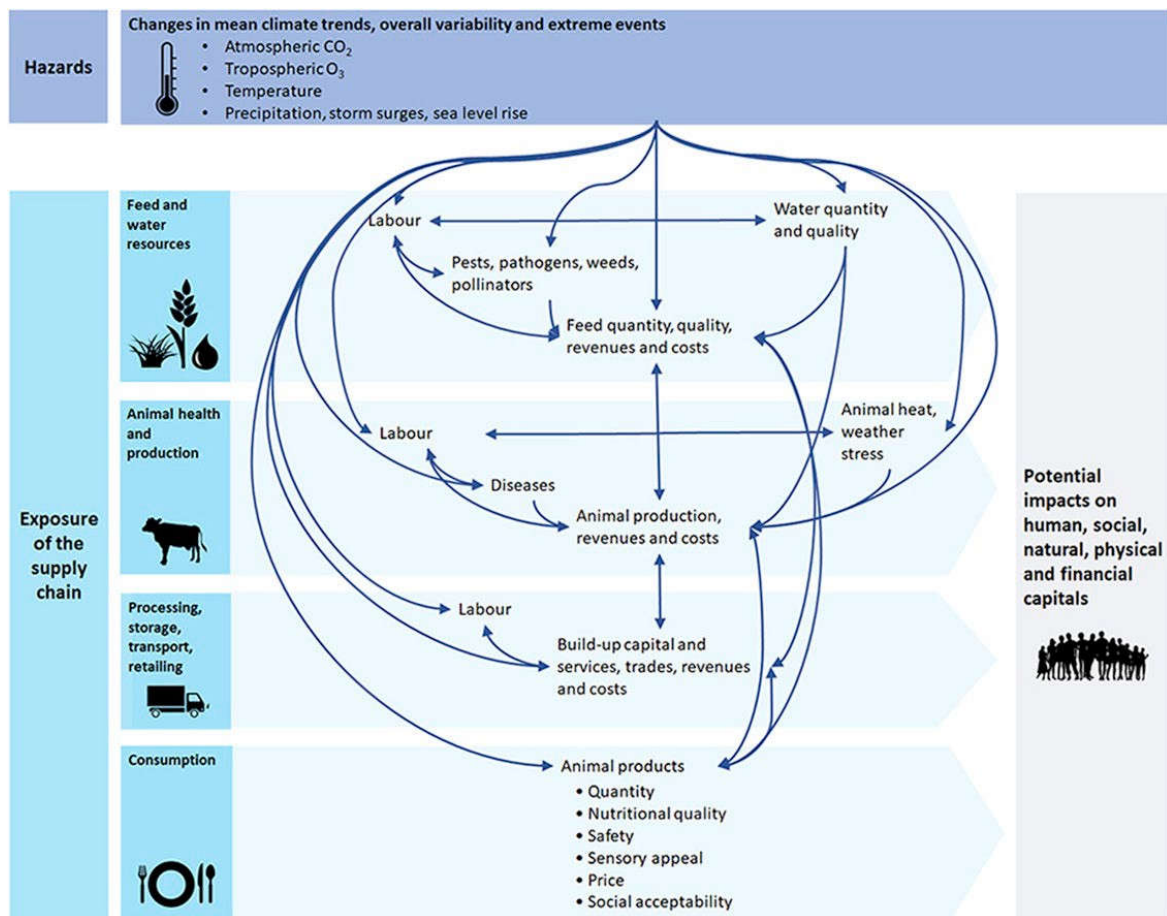 Hazards
Changes in mean climate trends, overall variability and extreme events
• Atmospheric CO₂
• Tropospheric O₃
• Temperature
• Precipitation, storm surges, sea level rise
Exposure
of the
supply
chain
Feed and
water
resources
Labour
Water quantity
and quality
Pests, pathogens, weeds,
pollinators
Feed quantity, quality,
revenues and costs
Animal health
and
production
Labour
Animal heat,
weather
stress
Diseases
Animal production,
revenues and costs
Processing,
storage,
transport,
retailing
Labour
Build-up capital and
services, trades, revenues
and costs
Consumption
Animal products
• Quantity
• Nutritional quality
• Safety
• Sensory appeal
• Price
• Social acceptability
Potential
impacts on
human, social,
natural, physical
and financial
capitals